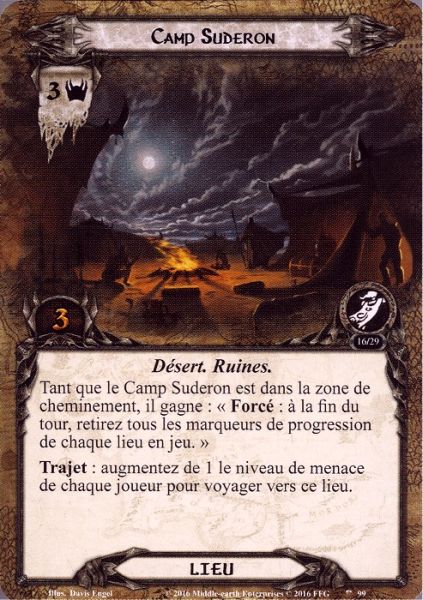 Camp Suderon
3
3
16/29
Désert. Ruines.
Tant que le Camp Suderon est dans la zone de
cheminement, il gagne : « Forcé : à la fin du
tour, retirez tous les marqueurs de progression
de chaque lieu en jeu. »
Trajet : augmentez de 1 le niveau de menace
de chaque joueur pour voyager vers ce lieu.
LIEU
Illus. Davis Engel
© 2016 Middle-earth Enterprises © 2016 FFG
99